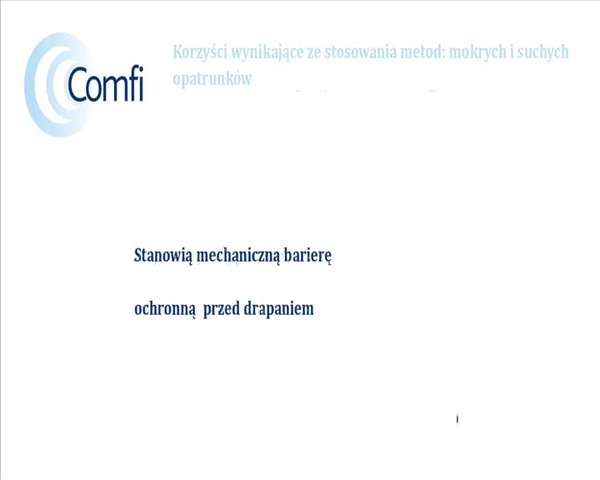 Korzyści wynikające ze stosowania metod: mokrych i suchych
opatrunków
Comfi
Stanowią mechaniczną barierę
ochronną przed drapaniem